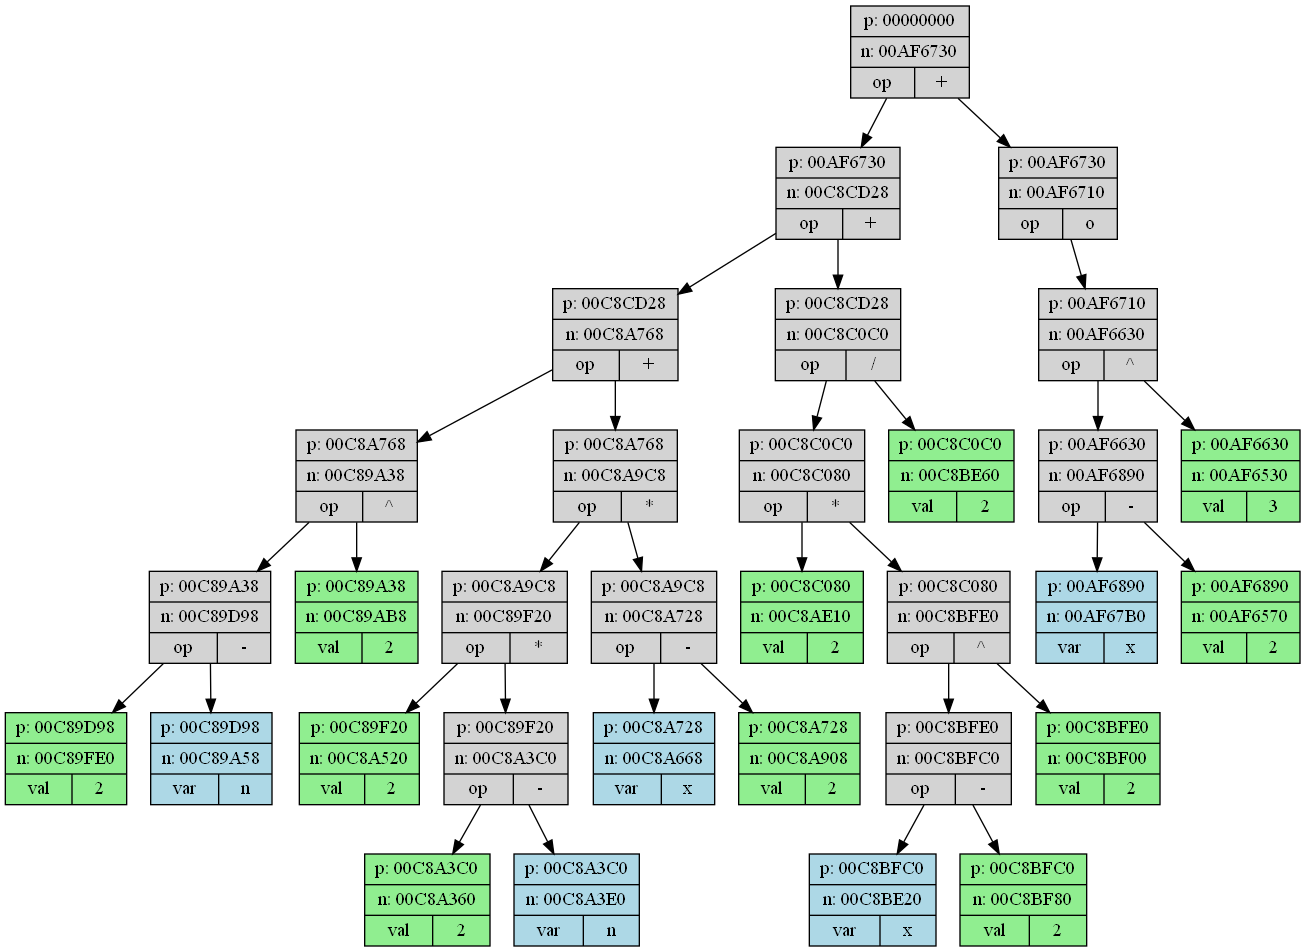 p: 00000000
n: 00AF6730
op +
p: 00AF6730
n: 00C8CD28
op +
p: 00AF6730
n: 00AF6710
op o
p: 00C8CD28
n: 00C8A768
op +
p: 00C8CD28
n: 00C8C0C0
op /
p: 00AF6710
n: 00AF6630
op ^
p: 00C8A768
n: 00C89A38
op ^
p: 00C8A768
n: 00C8A9C8
op *
p: 00C8C0C0
n: 00C8C080
op *
p: 00C8C0C0
n: 00C8BE60
val 2
p: 00AF6630
n: 00AF6890
op -
p: 00AF6630
n: 00AF6530
val 3
p: 00C89A38
n: 00C89D98
op -
p: 00C89A38
n: 00C89AB8
val 2
p: 00C8A9C8
n: 00C89F20
op *
p: 00C8A9C8
n: 00C8A728
op -
p: 00C8C080
n: 00C8AE10
val 2
p: 00C8C080
n: 00C8BFE0
op ^
p: 00AF6890
n: 00AF67B0
var x
p: 00AF6890
n: 00AF6570
val 2
p: 00C89D98
n: 00C89FE0
val 2
p: 00C89D98
n: 00C89A58
var n
p: 00C89F20
n: 00C8A520
val 2
p: 00C89F20
n: 00C8A3C0
op -
p: 00C8A728
n: 00C8A668
var x
p: 00C8A728
n: 00C8A908
val 2
p: 00C8BFE0
n: 00C8BFC0
op -
p: 00C8BFE0
n: 00C8BF00
val 2
p: 00C8A3C0
n: 00C8A360
val 2
p: 00C8A3C0
n: 00C8A3E0
var n
p: 00C8BFC0
n: 00C8BE20
var x
p: 00C8BFC0
n: 00C8BF80
val 2